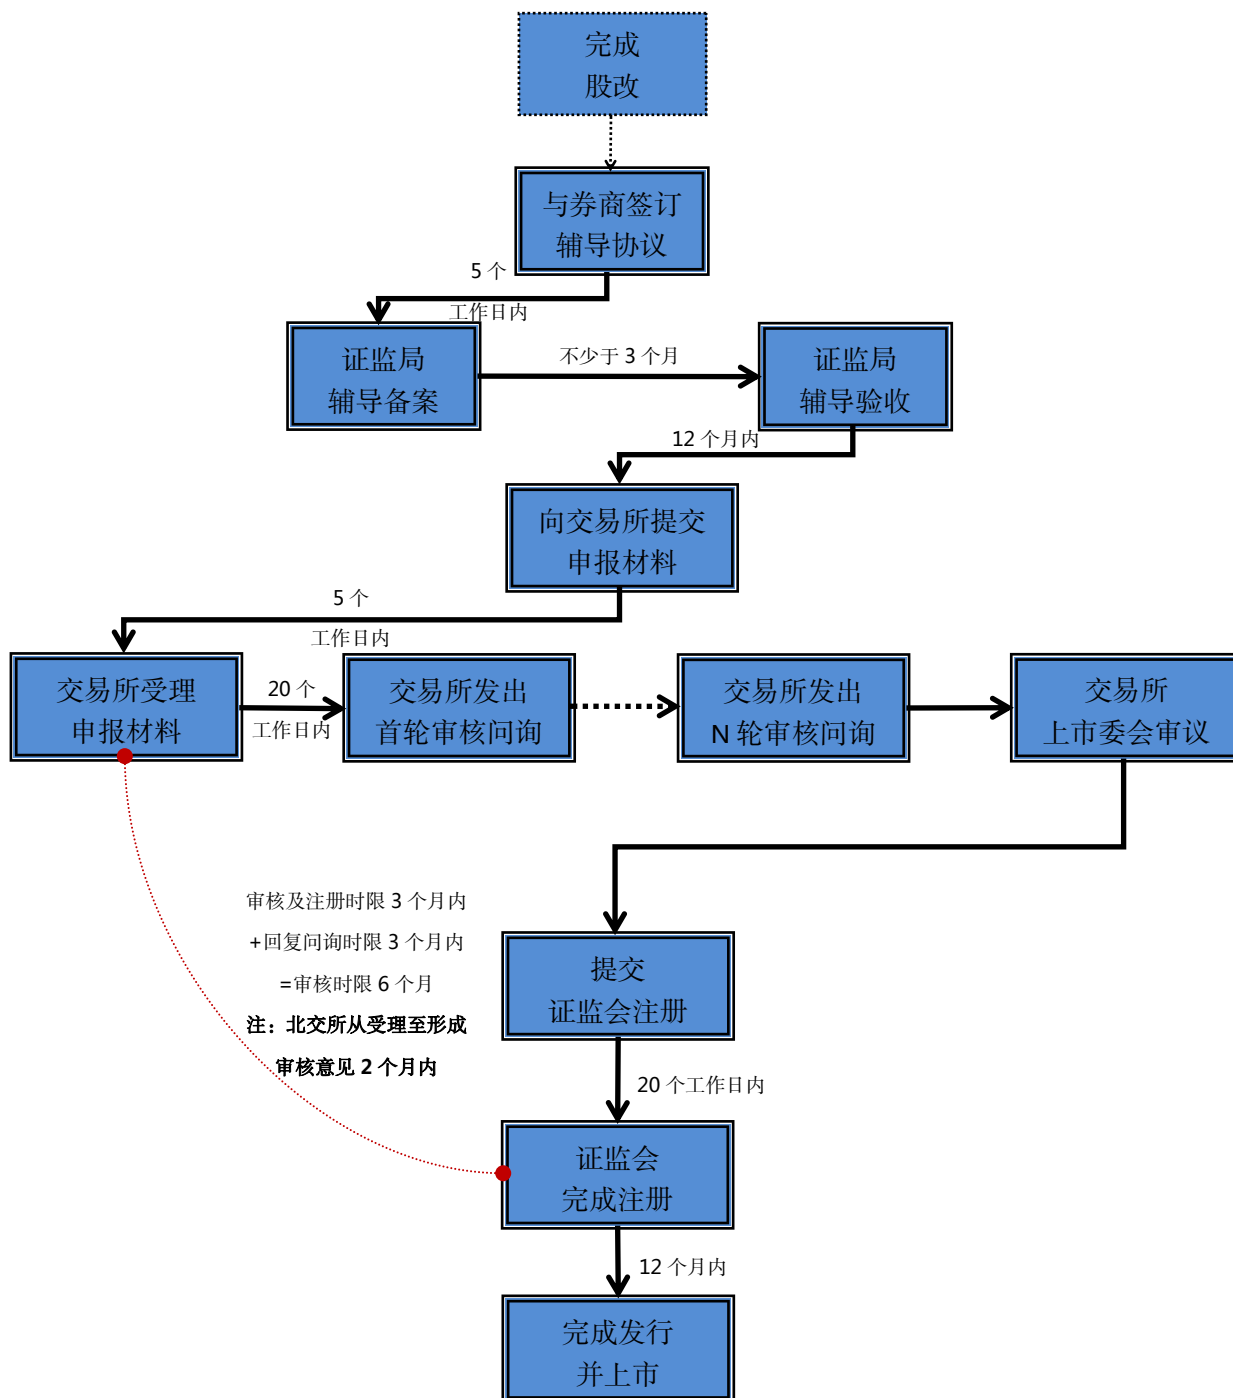 完成
股改
与券商签订
辅导协议
5 个
工作日内
证监局
辅导备案
不少于 3 个月
证监局
辅导验收
12 个月内
向交易所提交
申报材料
5 个
工作日内
交易所受理
申报材料
20 个
工作日内
交易所发出
首轮审核问询
交易所发出
N 轮审核问询
交易所
上市委会审议
审核及注册时限 3 个月内
+回复问询时限 3 个月内
=审核时限 6 个月
注：北交所从受理至形成
审核意见 2 个月内
提交
证监会注册
20 个工作日内
证监会
完成注册
12 个月内
完成发行
并上市